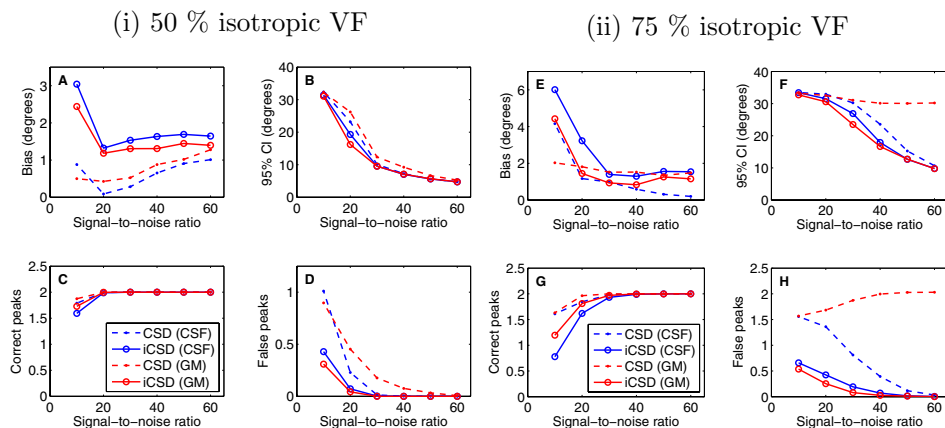 (i) 50 % isotropic VF
(ii) 75 % isotropic VF
A
3
2
1
0
Bias (degrees)
0 20 40 60
Signal−to−noise ratio
B
40
30
20
10
0
95% CI (degrees)
0 20 40 60
Signal−to−noise ratio
E
6
4
2
0
Bias (degrees)
0 20 40 60
Signal−to−noise ratio
F
40
30
20
10
0
95% CI (degrees)
0 20 40 60
Signal−to−noise ratio
C
2.5
2
1.5
1
0.5
0
Correct peaks
CSD (CSF)
iCSD (CSF)
CSD (GM)
iCSD (GM)
0 20 40 60
Signal−to−noise ratio
D
1
0.5
0
False peaks
0 20 40 60
Signal−to−noise ratio
G
2.5
2
1.5
1
0.5
0
Correct peaks
CSD (CSF)
iCSD (CSF)
CSD (GM)
iCSD (GM)
0 20 40 60
Signal−to−noise ratio
H
2.5
2
1.5
1
0.5
0
False peaks
0 20 40 60
Signal−to−noise ratio